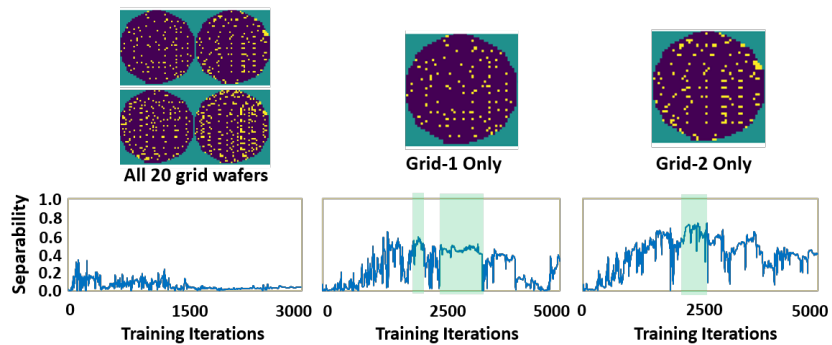 All 20 grid wafers
Grid-1 Only
Grid-2 Only
Separability
1.0
0.8
0.6
0.4
0.2
0.0
0 1500 3000
0 2500 5000
0 2500 5000
Training Iterations
Training Iterations
Training Iterations